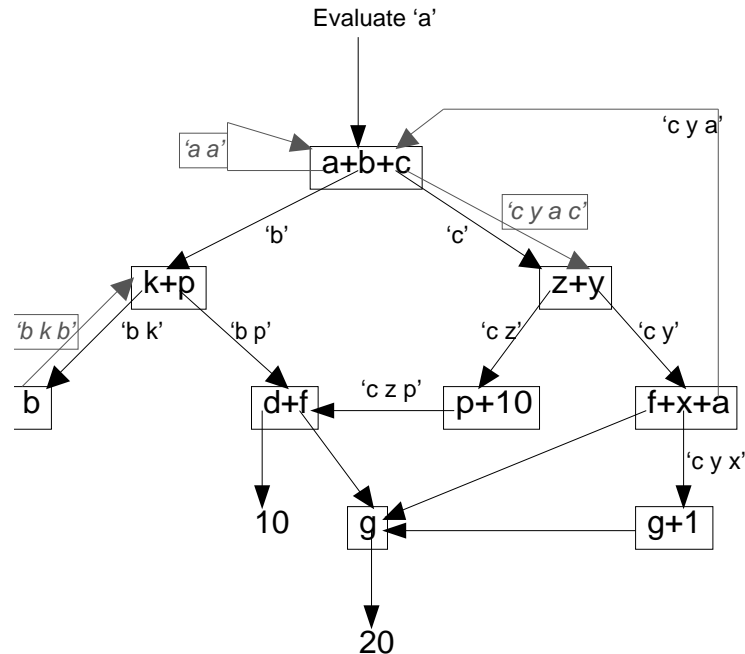 Evaluate ‘a’
‘c y a’
‘a a’
a+b+c
‘c y a c’
‘b’
‘c’
k+p
z+y
‘b k b’
‘b k’
‘b p’
‘c z’
‘c y’
b
d+f
‘c z p’
p+10
f+x+a
‘c y x’
10
g
g+1
20